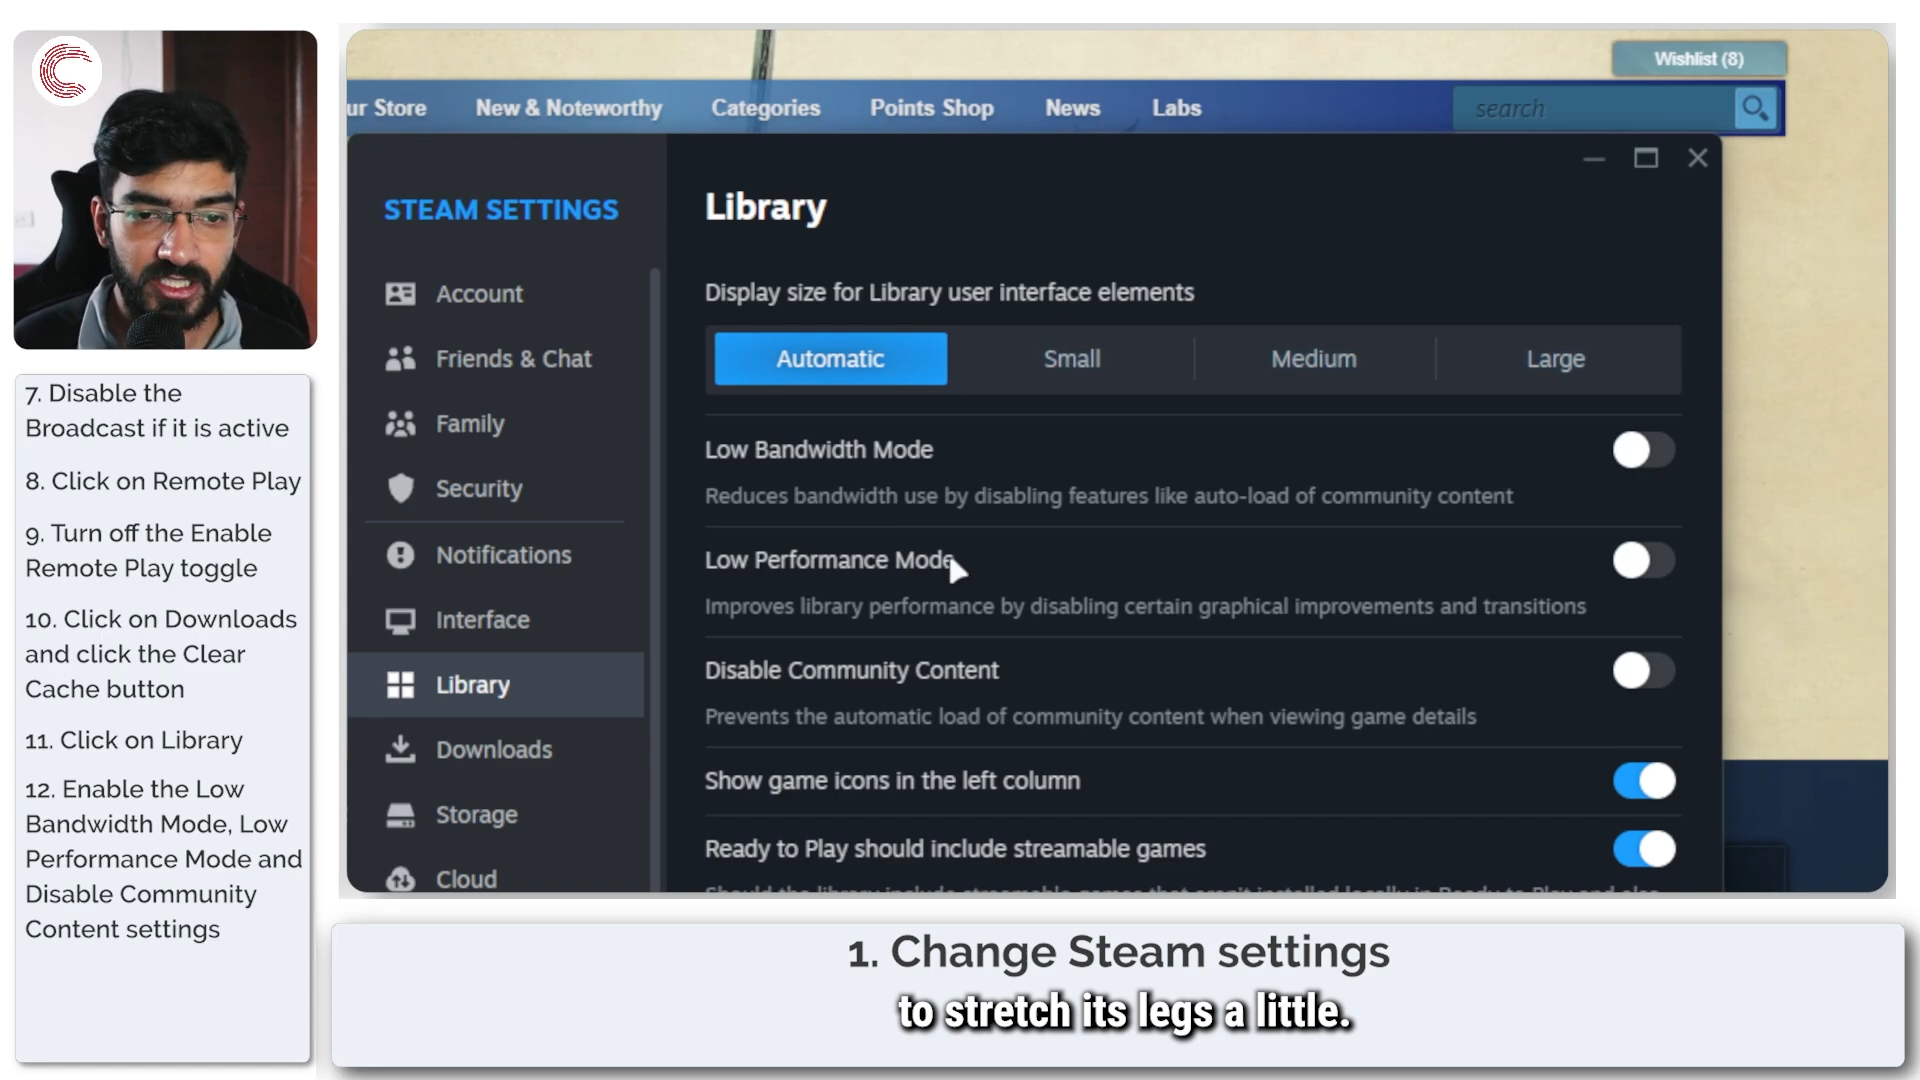 7. Disable the
Broadcast if it is active
8. Click on Remote Play
9. Turn off the Enable
Remote Play toggle
10. Click on Downloads
and click the Clear
Cache button
11. Click on Library
12. Enable the Low
Bandwidth Mode, Low
Performance Mode and
Disable Community
Content settings
Wishlist (8)
ur Store New & Noteworthy Categories Points Shop News Labs search
STEAM SETTINGS
Account
Friends & Chat
Family
Security
Notifications
Interface
Library
Downloads
Storage
Cloud
Library
Display size for Library user interface elements
Automatic Small Medium Large
Low Bandwidth Mode
Reduces bandwidth use by disabling features like auto-load of community content
Low Performance Mode
Improves library performance by disabling certain graphical improvements and transitions
Disable Community Content
Prevents the automatic load of community content when viewing game details
Show game icons in the left column
Ready to Play should include streamable games
1. Change Steam settings
to stretch its legs a little.